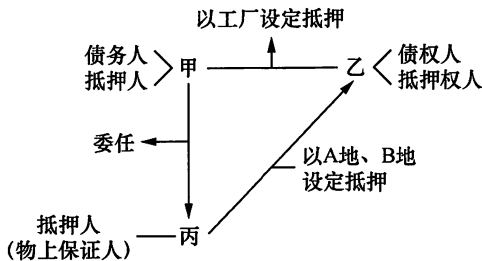 以工厂设定抵押
债务人
抵押人
甲
乙
债权人
抵押权人
委任
以A地、B地
设定抵押
抵押人
(物上保证人)
丙